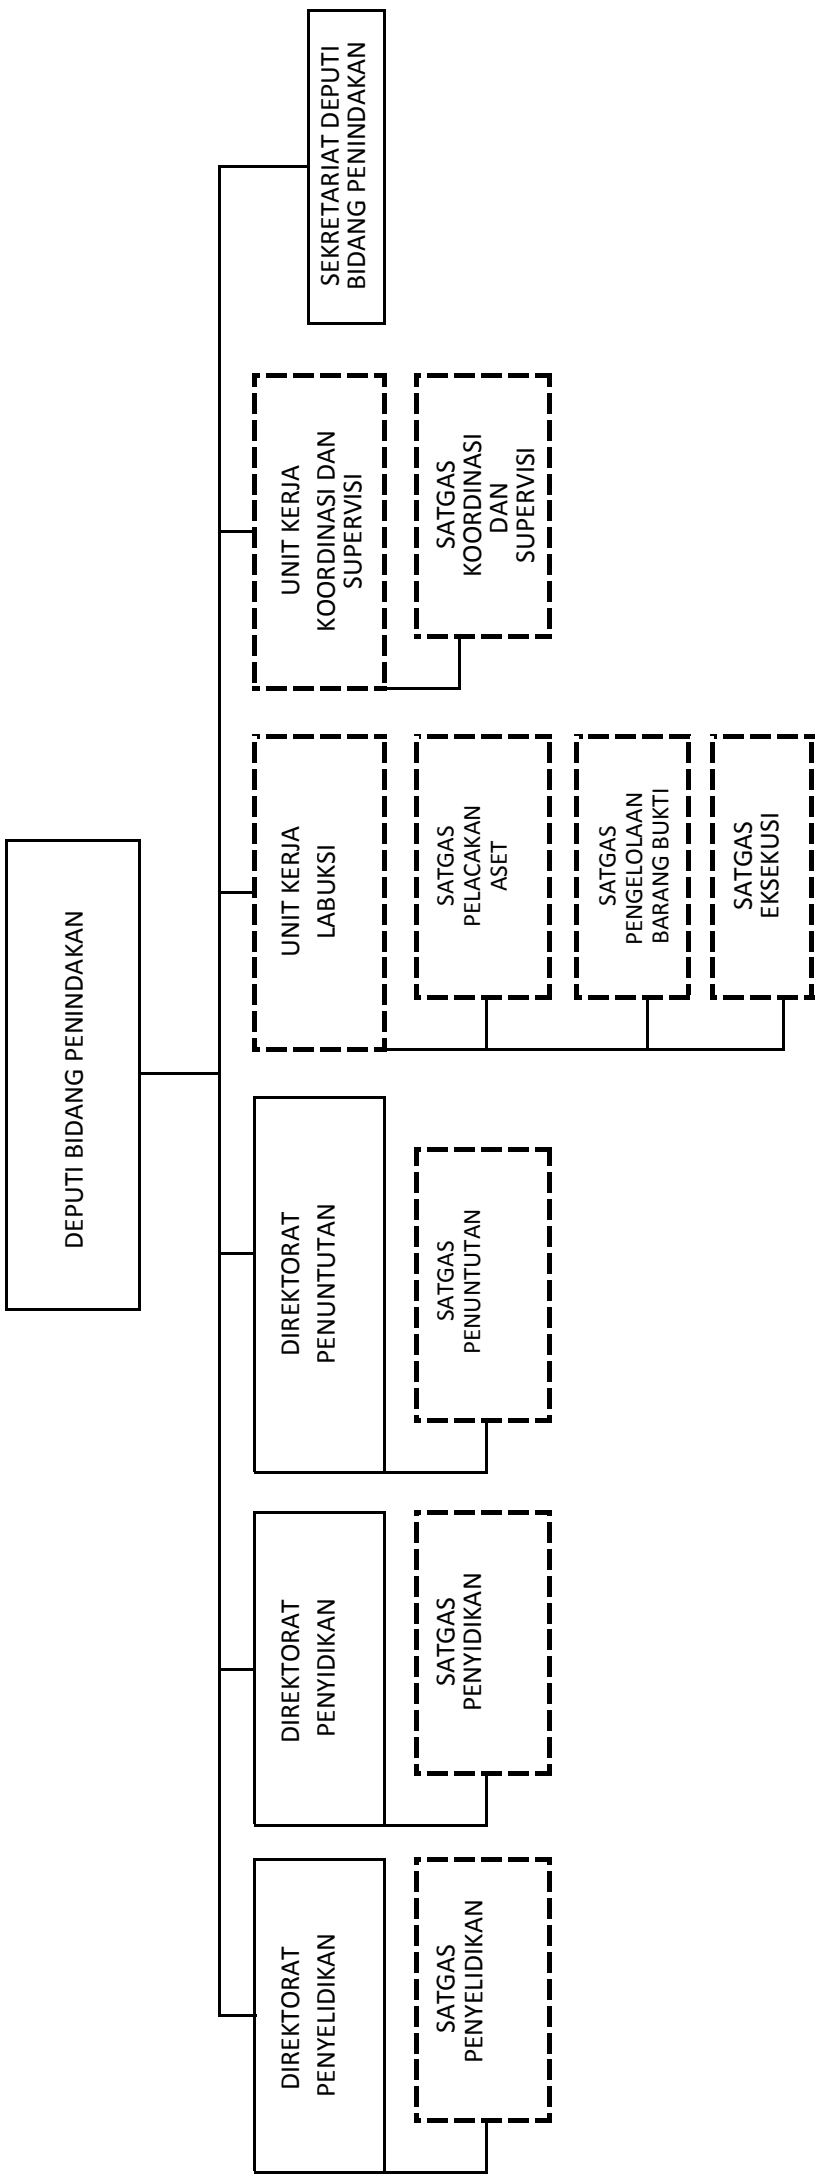 DEPUTI BIDANG PENINDAKAN
DIREKTORAT
PENYELIDIKAN
SATGAS
PENYELIDIKAN
DIREKTORAT
PENYIDIKAN
SATGAS
PENYIDIKAN
DIREKTORAT
PENUNTUTAN
SATGAS
PENUNTUTAN
UNIT KERJA
LABUKSI
SATGAS
PELACAKAN
ASET
SATGAS
PENGELOLAAN
BARANG BUKTI
SATGAS
EKSEKUSI
UNIT KERJA
KOORDINASI DAN
SUPERVISI
SATGAS
KOORDINASI
DAN
SUPERVISI
SEKRETARIAT DEPUTI
BIDANG PENINDAKAN